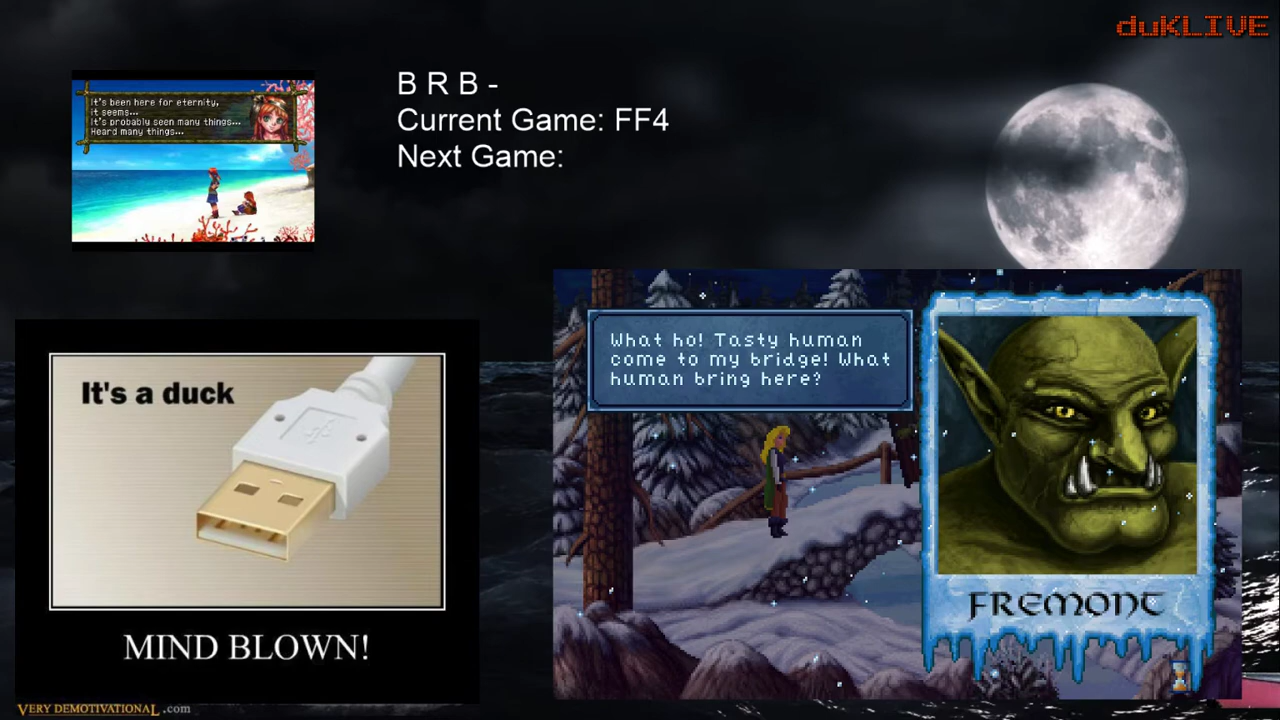 duKLIVE
B R B -
Current Game: FF4
Next Game:
It's been here for eternity,
it seems...
It's probably seen many things...
Heard many things...
What ho! Tasty human
come to my bridge! What
human bring here?
FREMONT
It's a duck
MIND BLOWN!
VERY DEMOTIVATIONAL.com